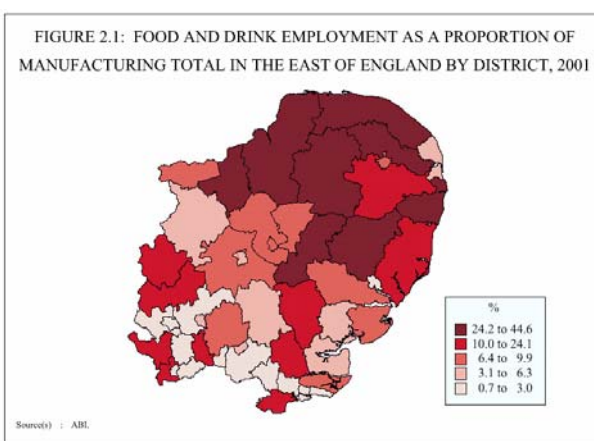 FIGURE 2.1: FOOD AND DRINK EMPLOYMENT AS A PROPORTION OF
MANUFACTURING TOTAL IN THE EAST OF ENGLAND BY DISTRICT, 2001
%
24.2 to 44.6
10.0 to 24.1
6.4 to 9.9
3.1 to 6.3
0.7 to 3.0
Source(s) : ABI.